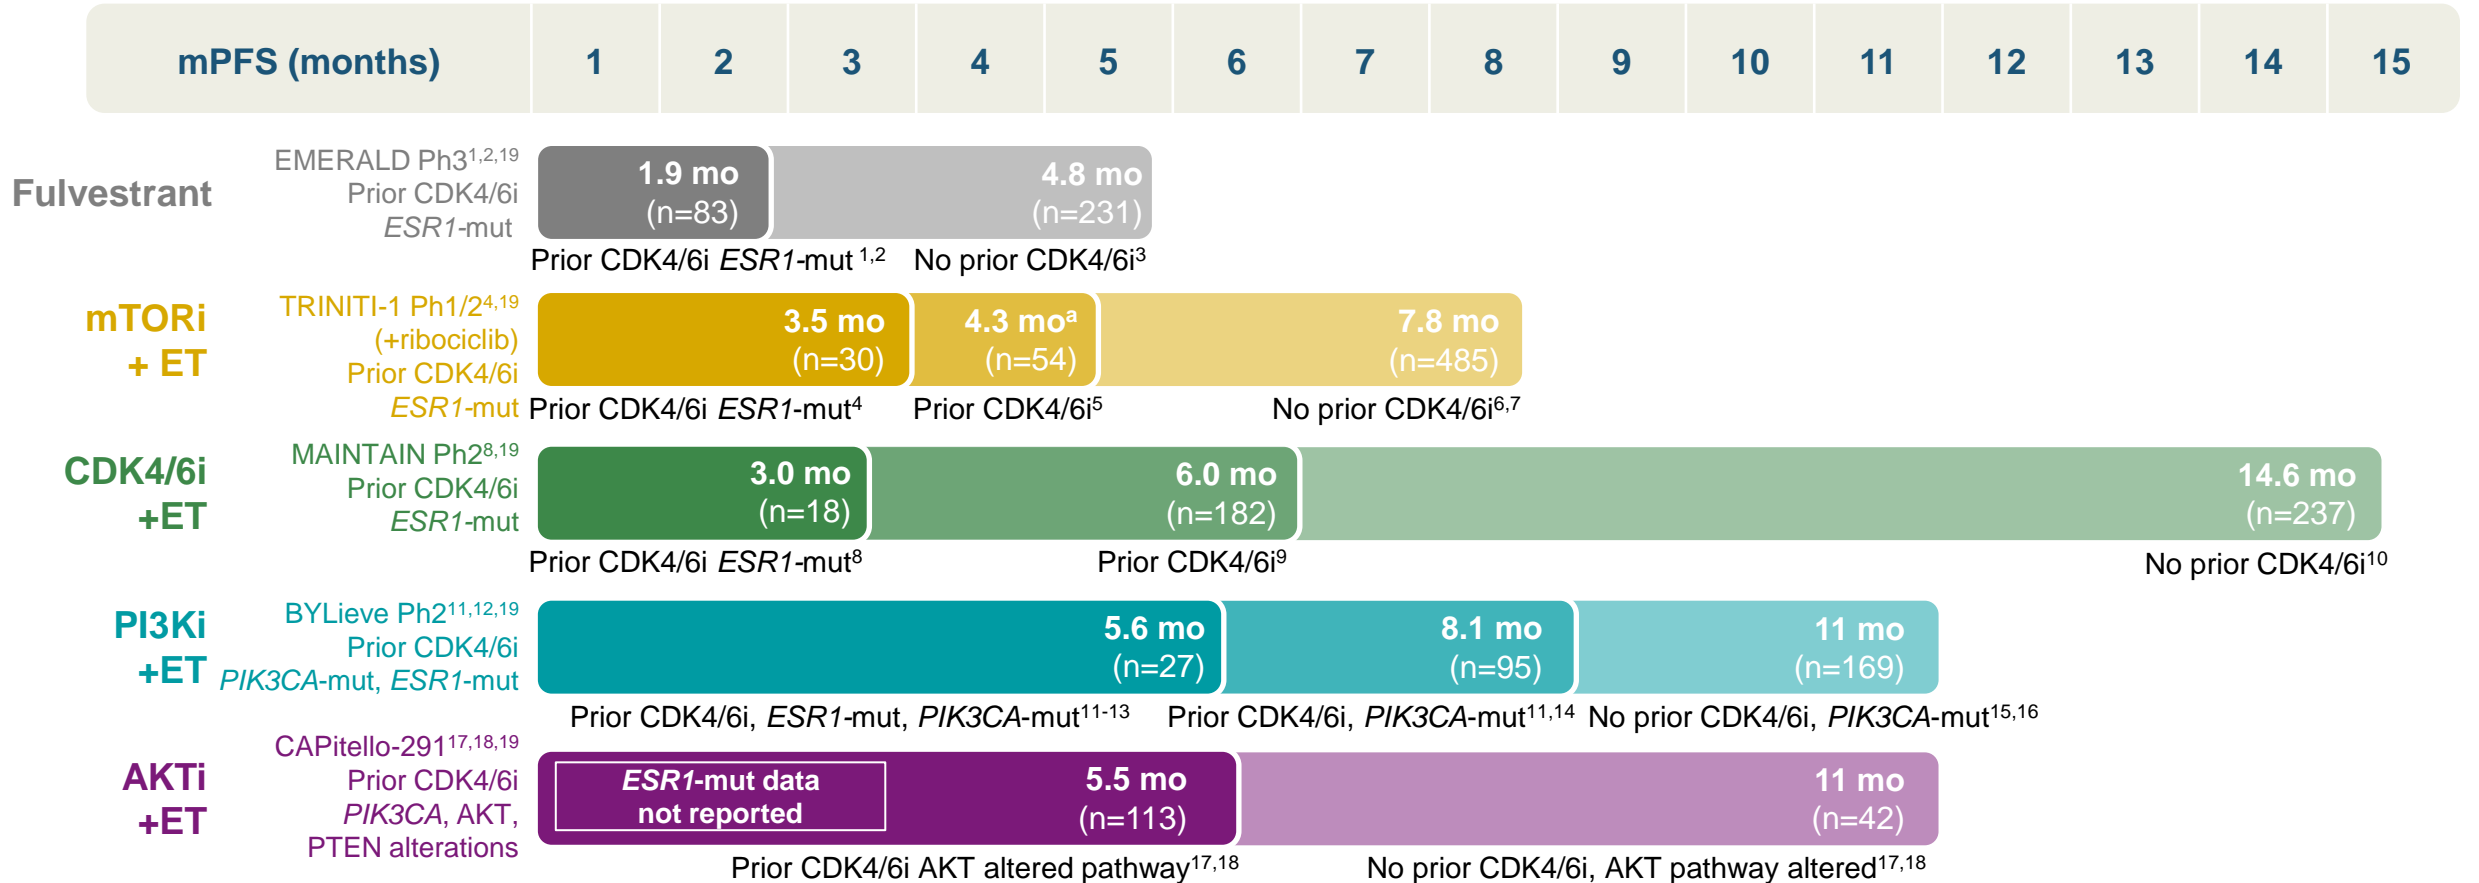 mPFS (months) 1 2 3 4 5 6 7 8 9 10 11 12 13 14 15
Fulvestrant
EMERALD Ph31,2,19
Prior CDK4/6i
ESR1-mut
1.9 mo
(n=83)
4.8 mo
(n=231)
Prior CDK4/6i ESR1-mut 1,2
No prior CDK4/6i3
mTORi
+ ET
TRINITI-1 Ph1/24,19
(+ribociclib)
Prior CDK4/6i
ESR1-mut
3.5 mo
(n=30)
4.3 moa
(n=54)
7.8 mo
(n=485)
Prior CDK4/6i ESR1-mut4
Prior CDK4/6i5
No prior CDK4/6i6,7
CDK4/6i
+ET
MAINTAIN Ph28,19
Prior CDK4/6i
ESR1-mut
3.0 mo
(n=18)
6.0 mo
(n=182)
14.6 mo
(n=237)
Prior CDK4/6i ESR1-mut8
Prior CDK4/6i9
No prior CDK4/6i10
PI3Ki
+ET
BYLieve Ph211,12,19
Prior CDK4/6i
PIK3CA-mut, ESR1-mut
5.6 mo
(n=27)
8.1 mo
(n=95)
11 mo
(n=169)
Prior CDK4/6i, ESR1-mut, PIK3CA-mut11-13
Prior CDK4/6i, PIK3CA-mut11,14
No prior CDK4/6i, PIK3CA-mut15,16
AKTi
+ET
CAPitello-29117,18,19
Prior CDK4/6i
PIK3CA, AKT,
PTEN alterations
ESR1-mut data
not reported
5.5 mo
(n=113)
11 mo
(n=42)
Prior CDK4/6i AKT altered pathway17,18
No prior CDK4/6i, AKT pathway altered17,18